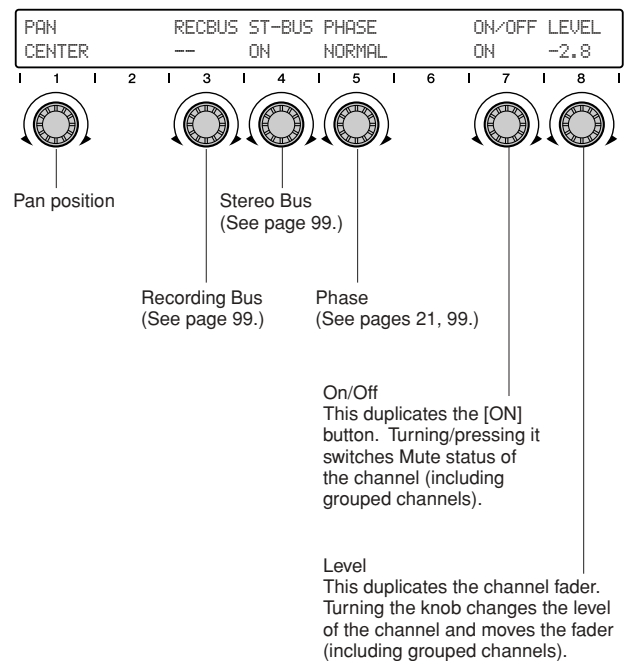 PAN RECBUS ST-BUS PHASE ON/OFF LEVEL
CENTER -- ON NORMAL ON -2.8
1 2 3 4 5 6 7 8
Pan position
Stereo Bus
(See page 99.)
Recording Bus
(See page 99.)
Phase
(See pages 21, 99.)
On/Off
This duplicates the [ON]
button. Turning/pressing it
switches Mute status of
the channel (including
grouped channels).
Level
This duplicates the channel fader.
Turning the knob changes the level
of the channel and moves the fader
(including grouped channels).